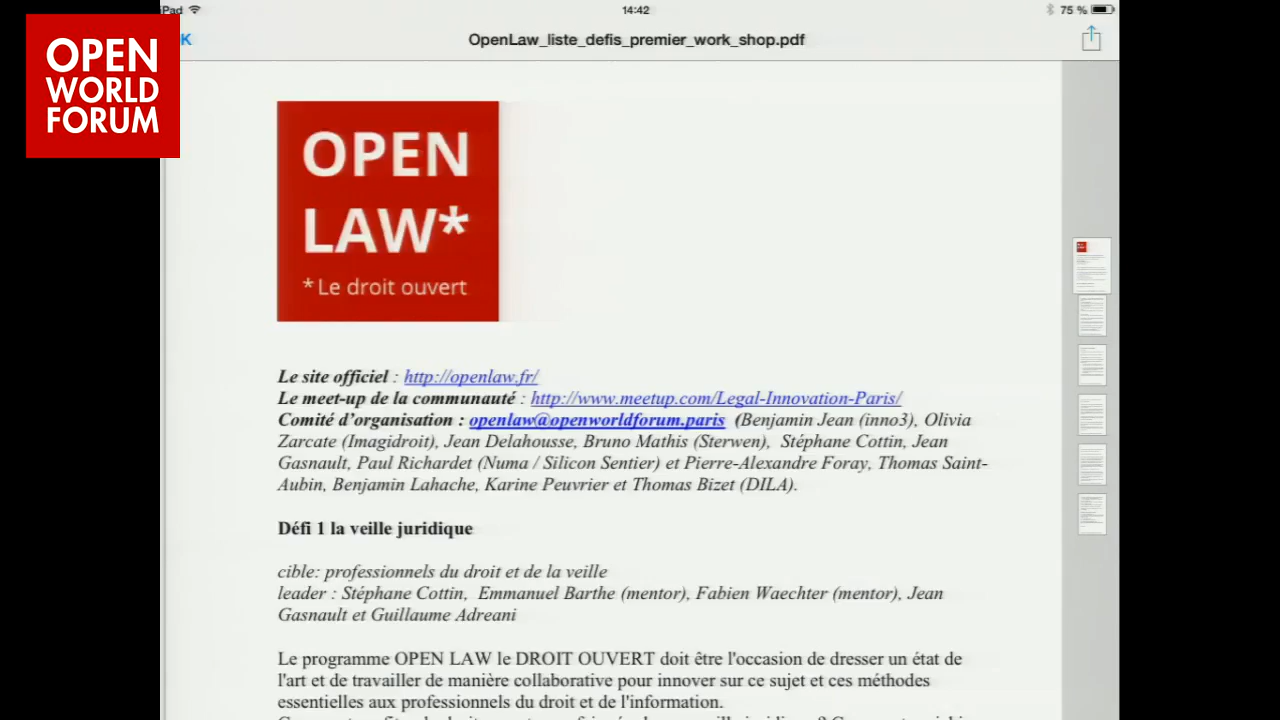 iPad
14:42
75 %
OpenLaw_liste_defis_premier_work_shop.pdf
K
OPEN
WORLD
FORUM
OPEN
LAW*
* Le droit ouvert
Le site officiel : http://openlaw.fr/
Le meet-up de la communauté : http://www.meetup.com/Legal-Innovation-Paris/
Comité d'organisation : openlaw@openworldforum.paris (Benjamin Jean (inno3), Olivia
Zarcate (Imagidroit), Jean Delahousse, Bruno Mathis (Sterwen), Stéphane Cottin, Jean
Gasnault, Paul Richardet (Numa / Silicon Sentier) et Pierre-Alexandre Foray, Thomas Saint-
Aubin, Benjamin Lahache, Karine Peuvrier et Thomas Bizet (DILA).
Défi 1 la veille juridique
cible: professionnels du droit et de la veille
leader : Stéphane Cottin, Emmanuel Barthe (mentor), Fabien Waechter (mentor), Jean
Gasnault et Guillaume Adreani
Le programme OPEN LAW le DROIT OUVERT doit être l'occasion de dresser un état de
l'art et de travailler de manière collaborative pour innover sur ce sujet et ces méthodes
essentielles aux professionnels du droit et de l'information.